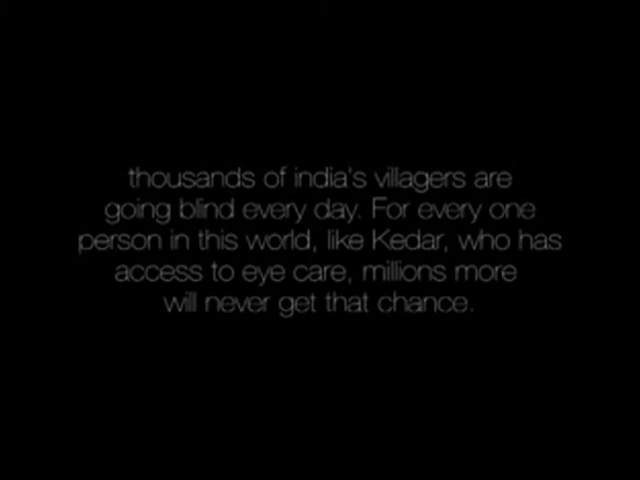 thousands of india's villagers are
going blind every day. For every one
person in this world, like Kedar, who has
access to eye care, millions more
will never get that chance.